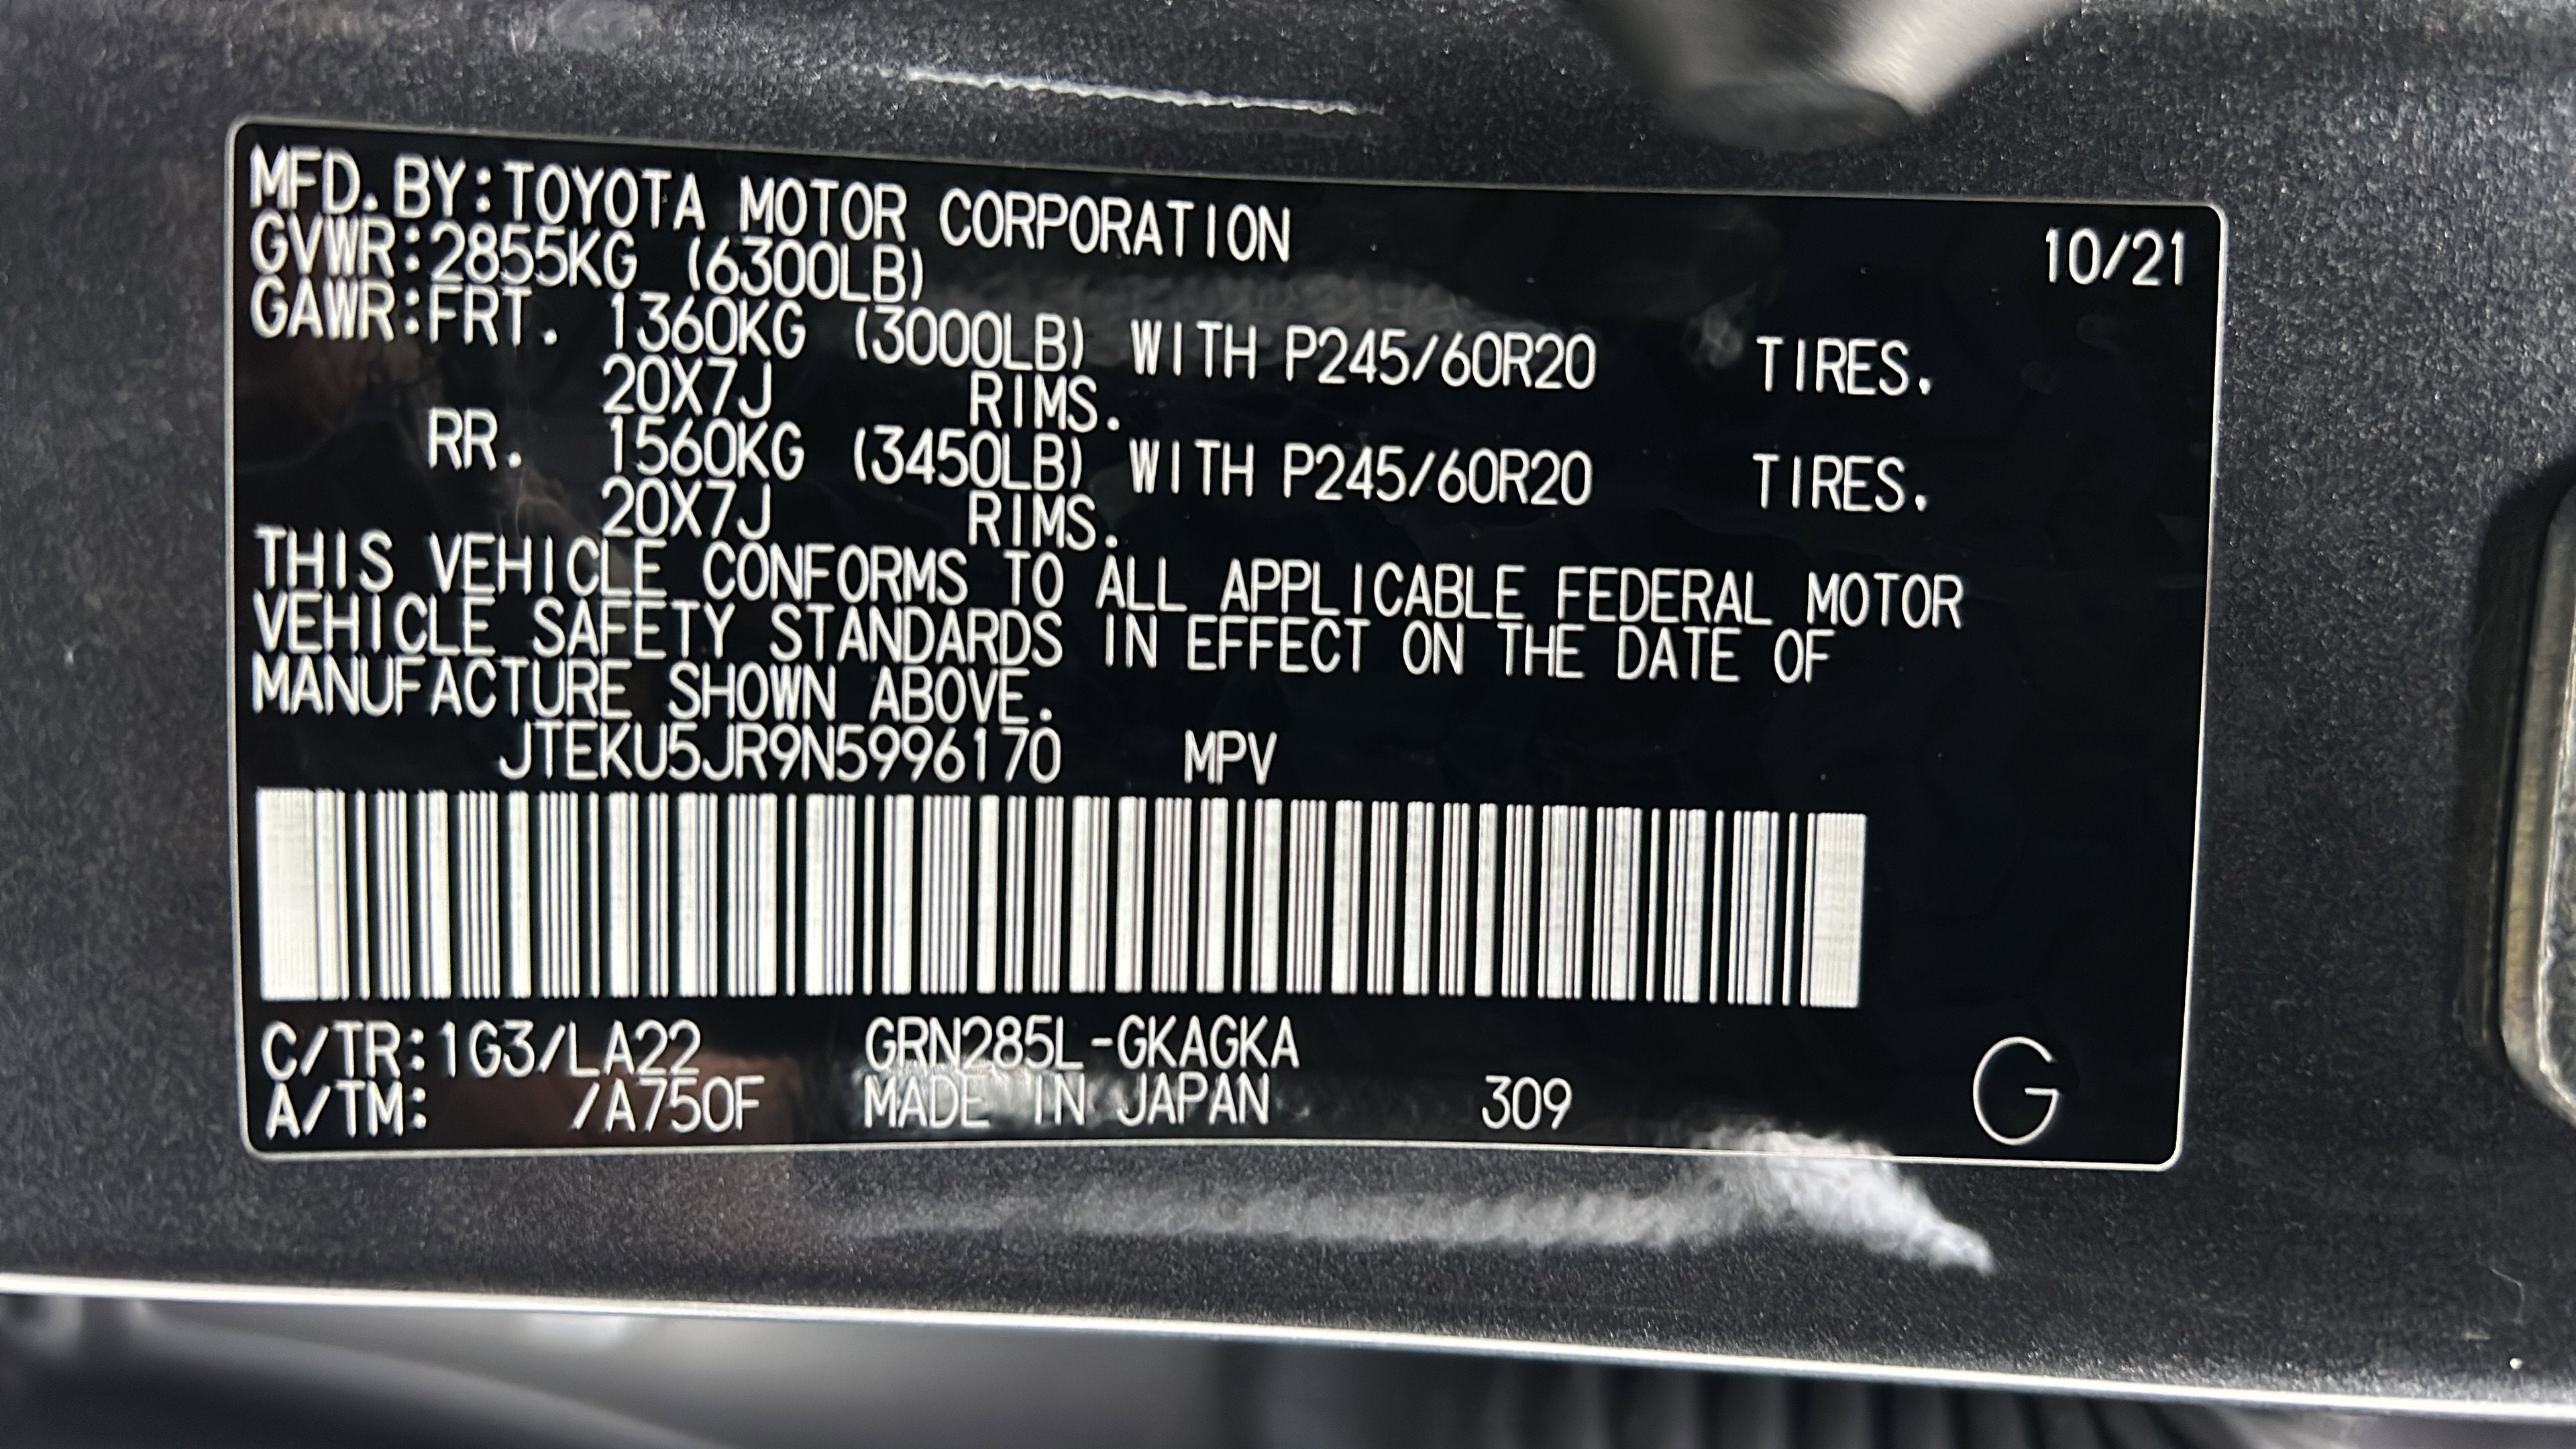 MFD.BY:TOYOTA MOTOR CORPORATION 10/21
GVWR:2855KG (6300LB)
GAWR:FRT. 1360KG (3000LB) WITH P245/60R20 TIRES.
20X7J RIMS.
RR. 1560KG (3450LB) WITH P245/60R20 TIRES.
20X7J RIMS.
THIS VEHICLE CONFORMS TO ALL APPLICABLE FEDERAL MOTOR
VEHICLE SAFETY STANDARDS IN EFFECT ON THE DATE OF
MANUFACTURE SHOWN ABOVE.
JTEKU5JR9N5996170 MPV
C/TR:1G3/LA22 GRN285L-GKAGKA
A/TM: /A750F MADE IN JAPAN 309 G